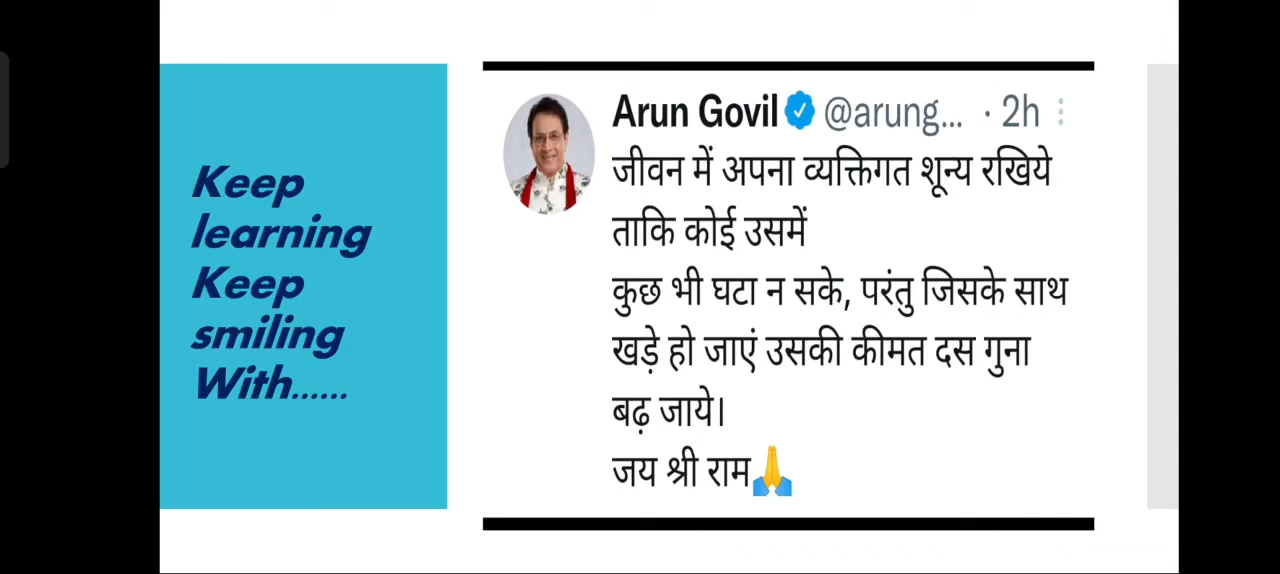 Keep
learning
Keep
smiling
With......
Arun Govil @arung... · 2h
जीवन में अपना व्यक्तिगत शून्य रखिये
ताकि कोई उसमें
कुछ भी घटा न सके, परंतु जिसके साथ
खड़े हो जाएं उसकी कीमत दस गुना
बढ़ जाये।
जय श्री राम🙏